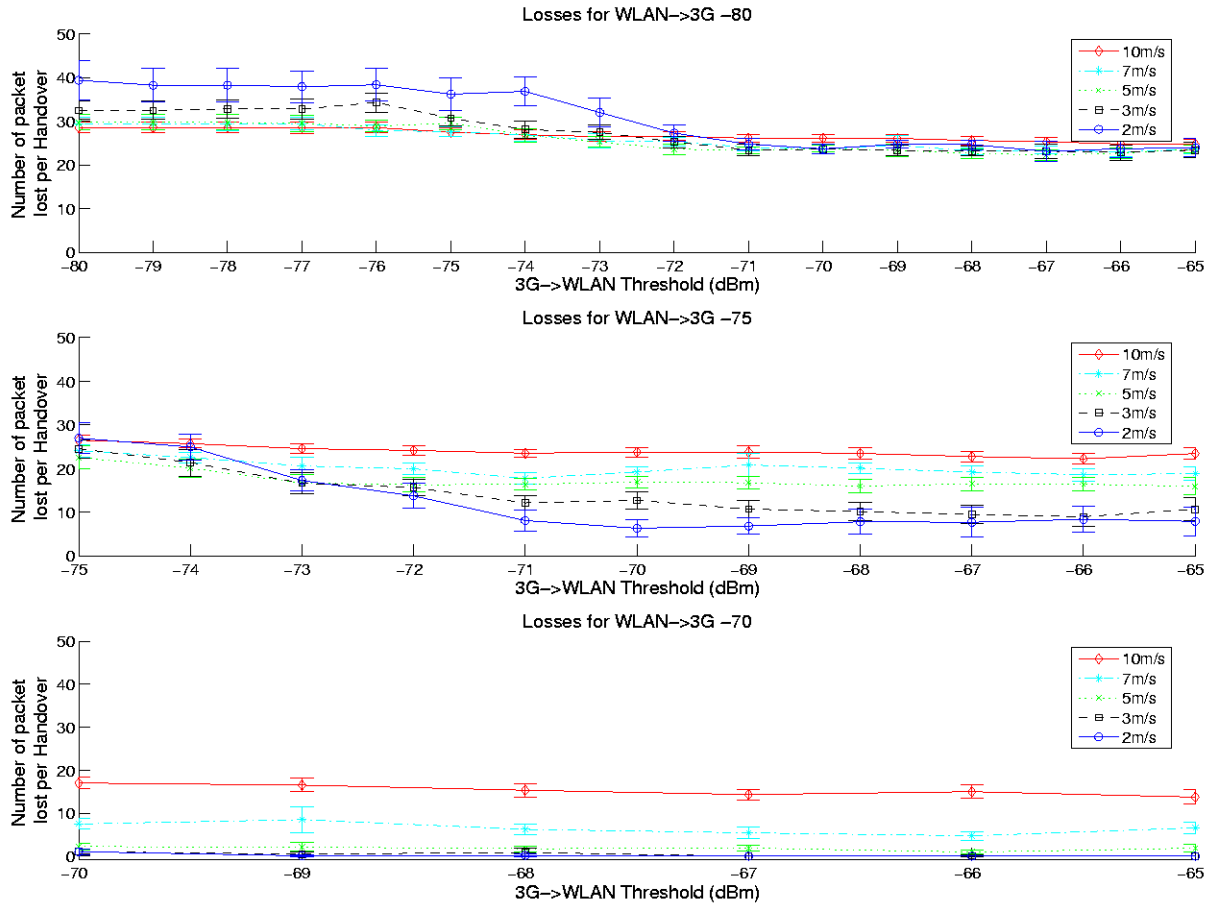 Losses for WLAN->3G -80
Number of packet
lost per Handover
50
40
30
20
10
0
10m/s
7m/s
5m/s
3m/s
2m/s
-80 -79 -78 -77 -76 -75 -74 -73 -72 -71 -70 -69 -68 -67 -66 -65
3G->WLAN Threshold (dBm)
Losses for WLAN->3G -75
Number of packet
lost per Handover
50
40
30
20
10
0
10m/s
7m/s
5m/s
3m/s
2m/s
-75 -74 -73 -72 -71 -70 -69 -68 -67 -66 -65
3G->WLAN Threshold (dBm)
Losses for WLAN->3G -70
Number of packet
lost per Handover
50
40
30
20
10
0
10m/s
7m/s
5m/s
3m/s
2m/s
-70 -69 -68 -67 -66 -65
3G->WLAN Threshold (dBm)